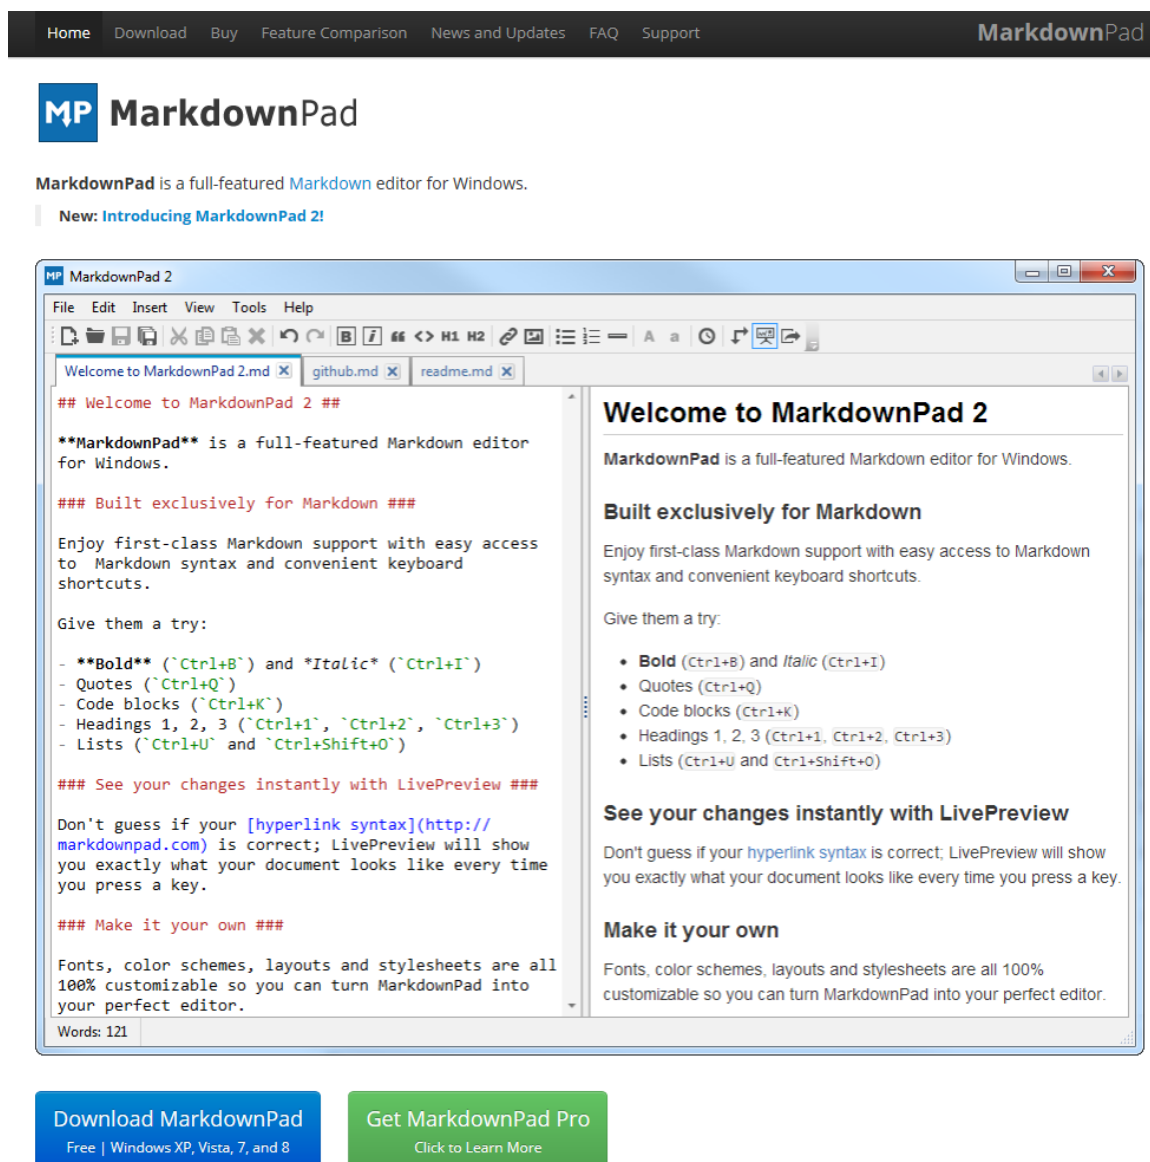 Home Download Buy Feature Comparison News and Updates FAQ Support MarkdownPad
MP MarkdownPad
MarkdownPad is a full-featured Markdown editor for Windows.
New: Introducing MarkdownPad 2!
MP MarkdownPad 2
File Edit Insert View Tools Help
B i H1 H2 A a
Welcome to MarkdownPad 2.md github.md readme.md
## Welcome to MarkdownPad 2 ##
**MarkdownPad** is a full-featured Markdown editor
for Windows.
### Built exclusively for Markdown ###
Enjoy first-class Markdown support with easy access
to  Markdown syntax and convenient keyboard
shortcuts.
Give them a try:
- **Bold** (`Ctrl+B`) and *Italic* (`Ctrl+I`)
- Quotes (`Ctrl+Q`)
- Code blocks (`Ctrl+K`)
- Headings 1, 2, 3 (`Ctrl+1`, `Ctrl+2`, `Ctrl+3`)
- Lists (`Ctrl+U` and `Ctrl+Shift+O`)
### See your changes instantly with LivePreview ###
Don't guess if your [hyperlink syntax](http://
markdownpad.com) is correct; LivePreview will show
you exactly what your document looks like every time
you press a key.
### Make it your own ###
Fonts, color schemes, layouts and stylesheets are all
100% customizable so you can turn MarkdownPad into
your perfect editor.
Welcome to MarkdownPad 2
MarkdownPad is a full-featured Markdown editor for Windows.
Built exclusively for Markdown
Enjoy first-class Markdown support with easy access to Markdown
syntax and convenient keyboard shortcuts.
Give them a try:
• Bold (Ctrl+B) and Italic (Ctrl+I)
• Quotes (Ctrl+Q)
• Code blocks (Ctrl+K)
• Headings 1, 2, 3 (Ctrl+1, Ctrl+2, Ctrl+3)
• Lists (Ctrl+U and Ctrl+Shift+O)
See your changes instantly with LivePreview
Don't guess if your hyperlink syntax is correct; LivePreview will show
you exactly what your document looks like every time you press a key.
Make it your own
Fonts, color schemes, layouts and stylesheets are all 100%
customizable so you can turn MarkdownPad into your perfect editor.
Words: 121
Download MarkdownPad
Free | Windows XP, Vista, 7, and 8
Get MarkdownPad Pro
Click to Learn More